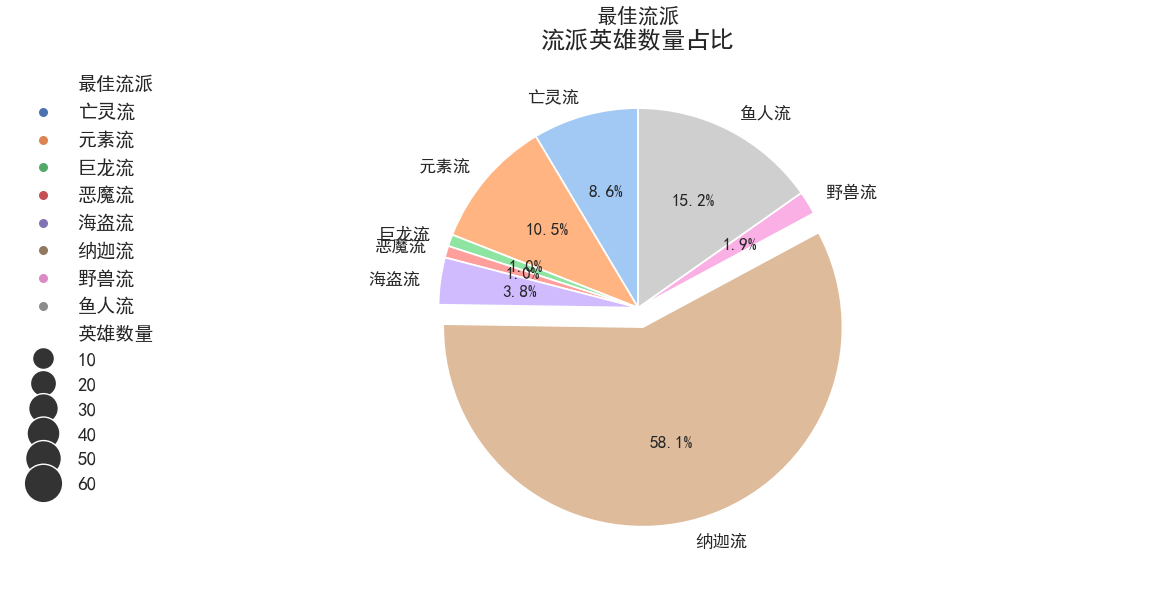 最佳流派
流派英雄数量占比
最佳流派
亡灵流
元素流
巨龙流
恶魔流
海盗流
纳迦流
野兽流
鱼人流
英雄数量
10
20
30
40
50
60
亡灵流
鱼人流
元素流
野兽流
8.6%
15.2%
10.5%
巨龙流
恶魔流
1.9%
1.0%
1.0%
海盗流
3.8%
58.1%
纳迦流